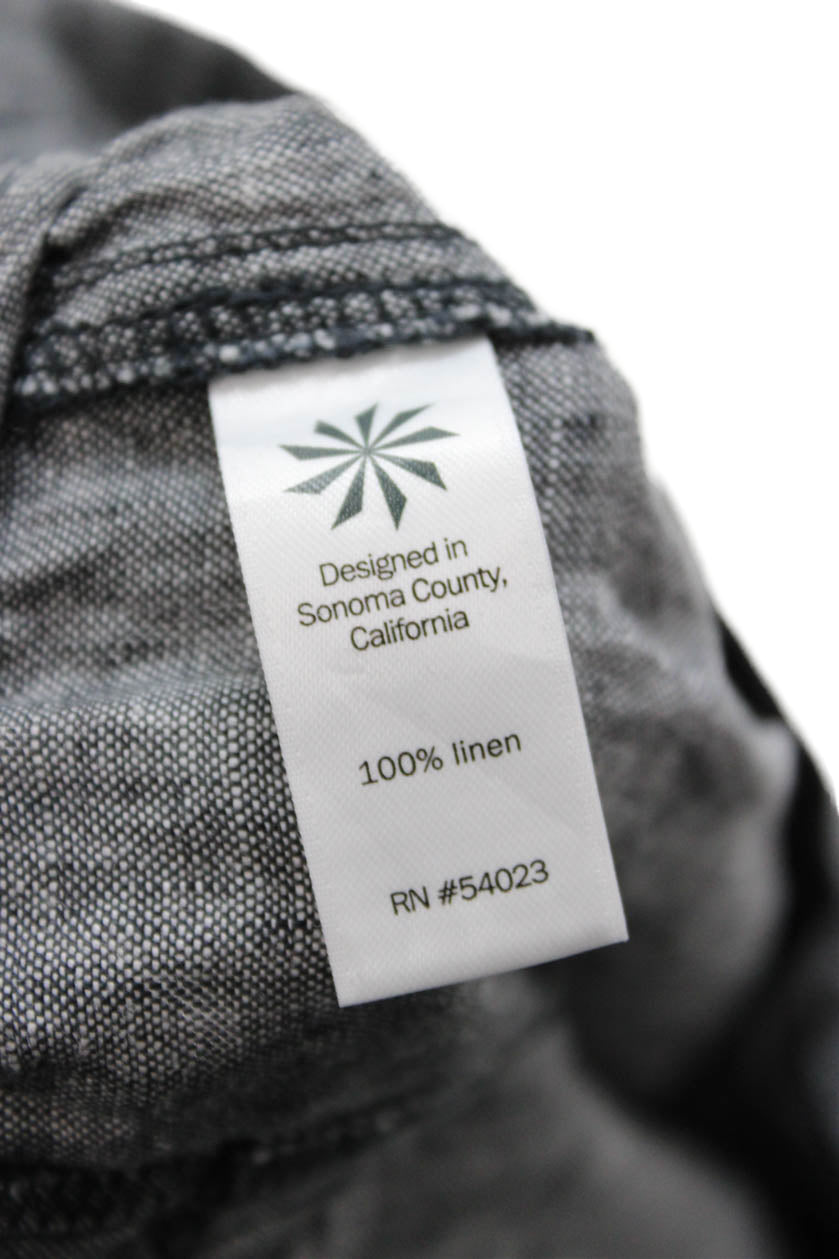 Designed in
Sonoma County,
California
100% linen
RN #54023